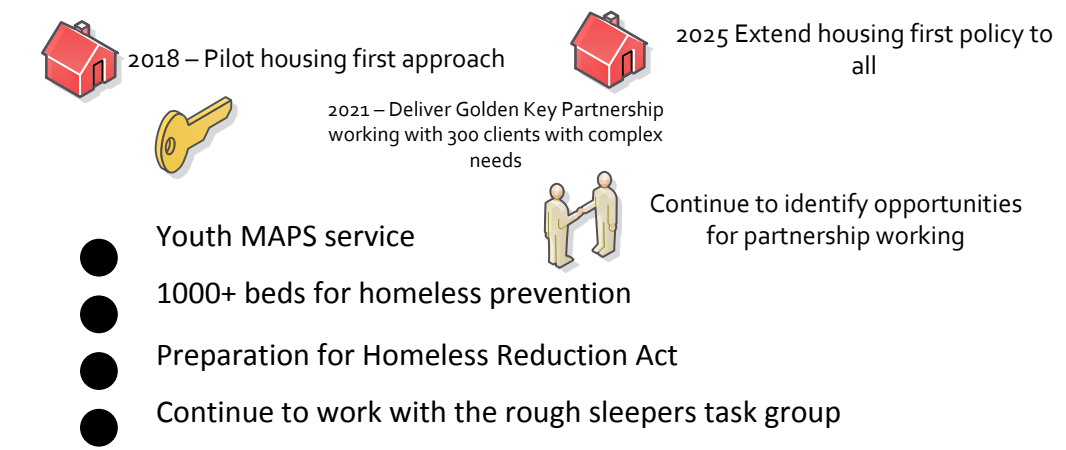 2018 – Pilot housing first approach
2025 Extend housing first policy to
all
2021 – Deliver Golden Key Partnership
working with 300 clients with complex
needs
Continue to identify opportunities
for partnership working
Youth MAPS service
1000+ beds for homeless prevention
Preparation for Homeless Reduction Act
Continue to work with the rough sleepers task group